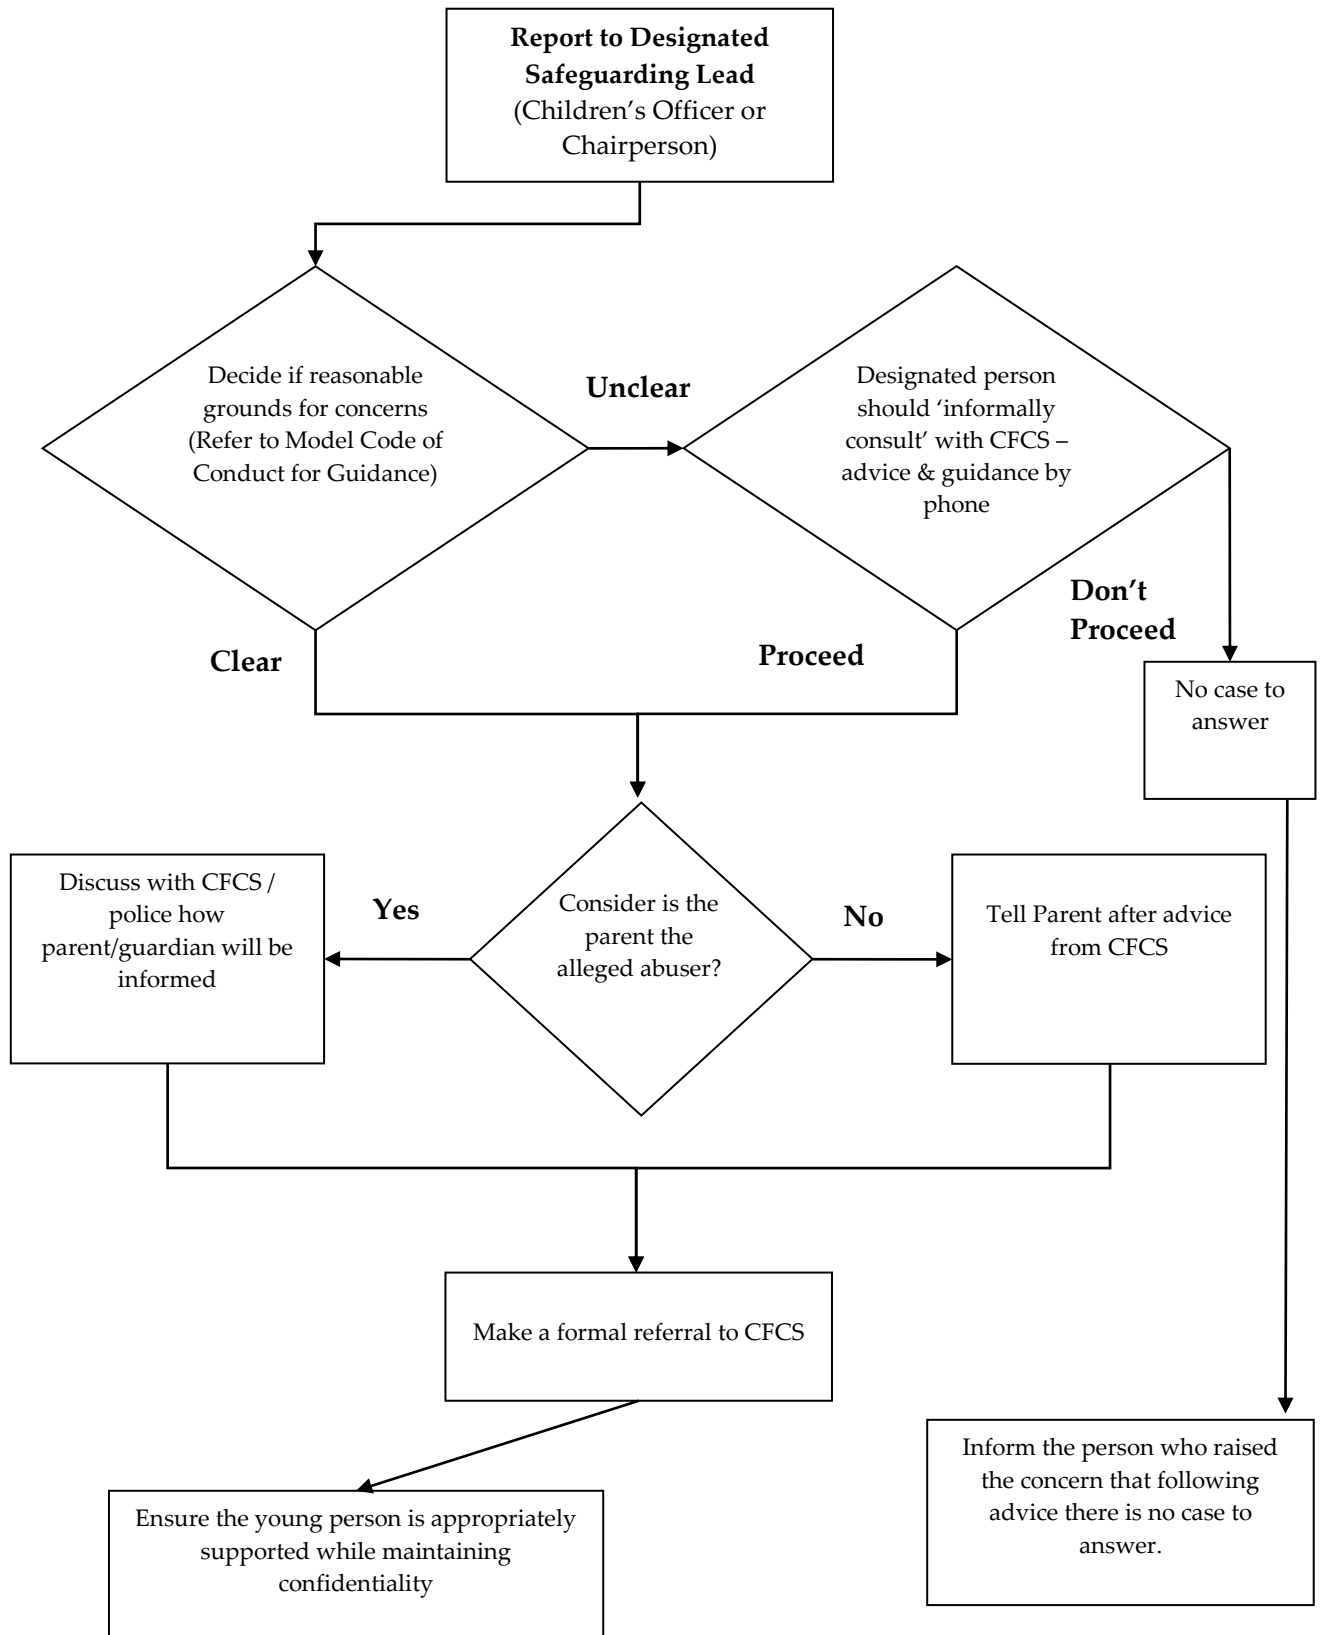 Report to Designated
Safeguarding Lead
(Children’s Officer or
Chairperson)
Decide if reasonable
grounds for concerns
(Refer to Model Code of
Conduct for Guidance)
Unclear
Designated person
should ‘informally
consult’ with CFCS –
advice & guidance by
phone
Clear
Proceed
Don’t
Proceed
No case to
answer
Discuss with CFCS /
police how
parent/guardian will be
informed
Yes
Consider is the
parent the
alleged abuser?
No
Tell Parent after advice
from CFCS
Make a formal referral to CFCS
Ensure the young person is appropriately
supported while maintaining
confidentiality
Inform the person who raised
the concern that following
advice there is no case to
answer.